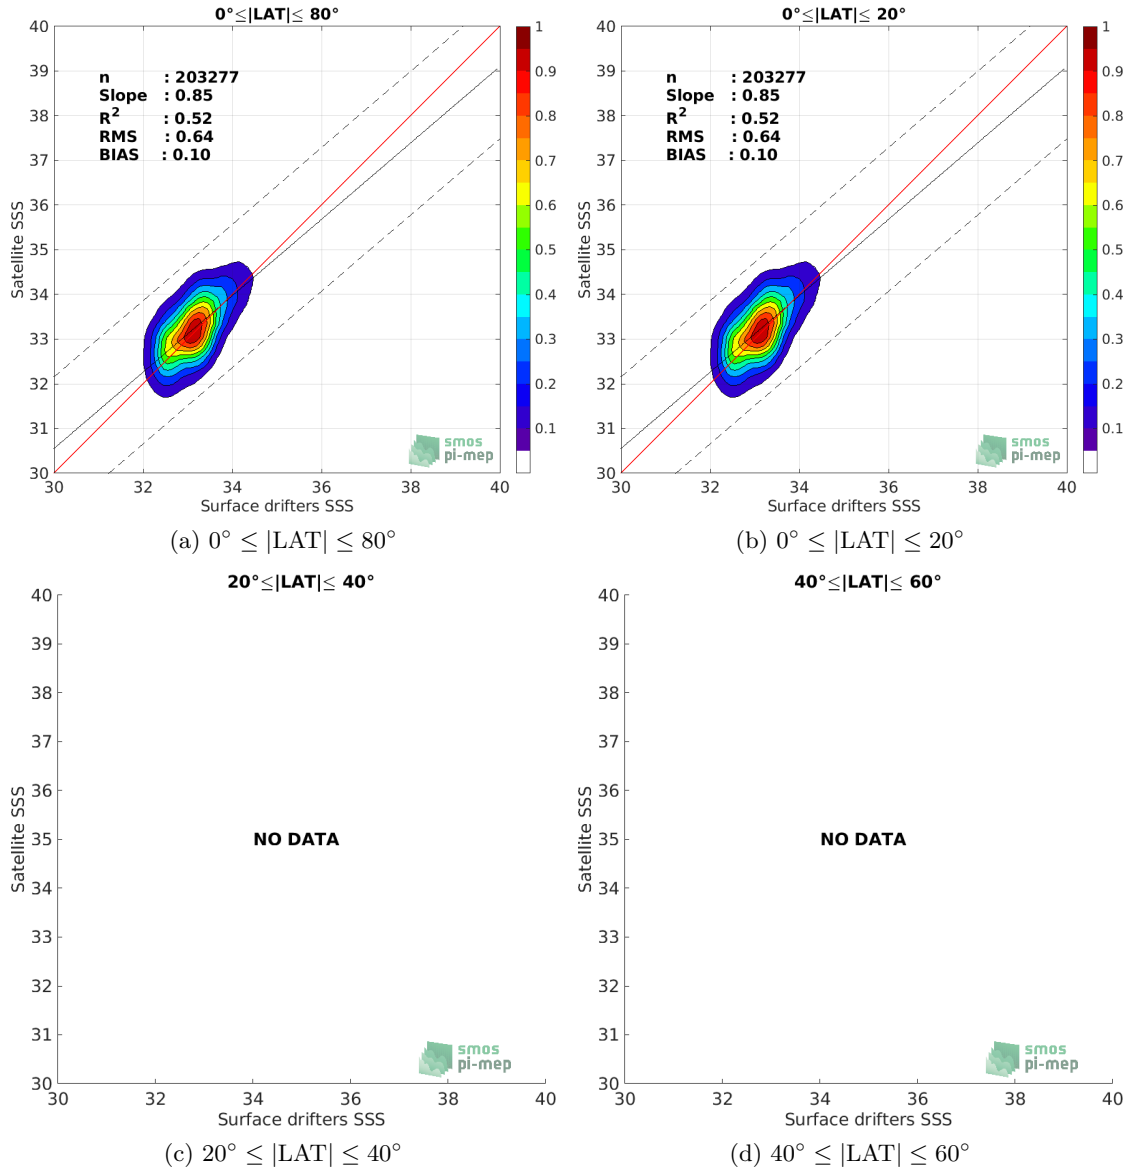 0°≤|LAT|≤ 80°
40
39
38
37
36
35
34
33
32
31
30
Satellite SSS
n : 203277
Slope : 0.85
R2 : 0.52
RMS : 0.64
BIAS : 0.10
smos
pi-mep
30 32 34 36 38 40
Surface drifters SSS
1
0.9
0.8
0.7
0.6
0.5
0.4
0.3
0.2
0.1
(a) 0° ≤ |LAT| ≤ 80°
0°≤|LAT|≤ 20°
40
39
38
37
36
35
34
33
32
31
30
Satellite SSS
n : 203277
Slope : 0.85
R2 : 0.52
RMS : 0.64
BIAS : 0.10
smos
pi-mep
30 32 34 36 38 40
Surface drifters SSS
1
0.9
0.8
0.7
0.6
0.5
0.4
0.3
0.2
0.1
(b) 0° ≤ |LAT| ≤ 20°
20°≤|LAT|≤ 40°
40
39
38
37
36
35
34
33
32
31
30
Satellite SSS
NO DATA
smos
pi-mep
30 32 34 36 38 40
Surface drifters SSS
(c) 20° ≤ |LAT| ≤ 40°
40°≤|LAT|≤ 60°
40
39
38
37
36
35
34
33
32
31
30
Satellite SSS
NO DATA
smos
pi-mep
30 32 34 36 38 40
Surface drifters SSS
(d) 40° ≤ |LAT| ≤ 60°